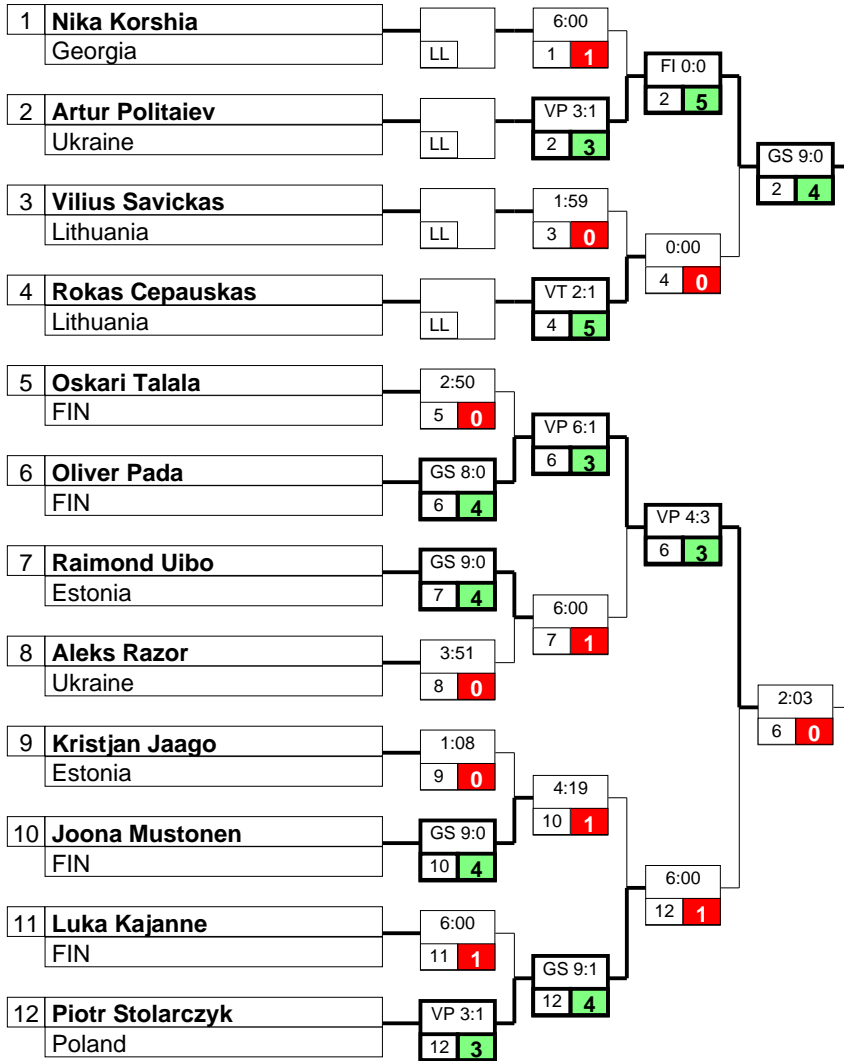 1 Nika Korshia
Georgia
LL
6:00
1 1
FI 0:0
2 5
2 Artur Politaiev
Ukraine
LL
VP 3:1
2 3
GS 9:0
2 4
3 Vilius Savickas
Lithuania
LL
1:59
3 0
0:00
4 0
4 Rokas Cepauskas
Lithuania
LL
VT 2:1
4 5
5 Oskari Talala
FIN
2:50
5 0
VP 6:1
6 3
6 Oliver Pada
FIN
GS 8:0
6 4
VP 4:3
6 3
7 Raimond Uibo
Estonia
GS 9:0
7 4
6:00
7 1
8 Aleks Razor
Ukraine
3:51
8 0
2:03
6 0
9 Kristjan Jaago
Estonia
1:08
9 0
4:19
10 1
10 Joona Mustonen
FIN
GS 9:0
10 4
6:00
12 1
11 Luka Kajanne
FIN
6:00
11 1
GS 9:1
12 4
12 Piotr Stolarczyk
Poland
VP 3:1
12 3